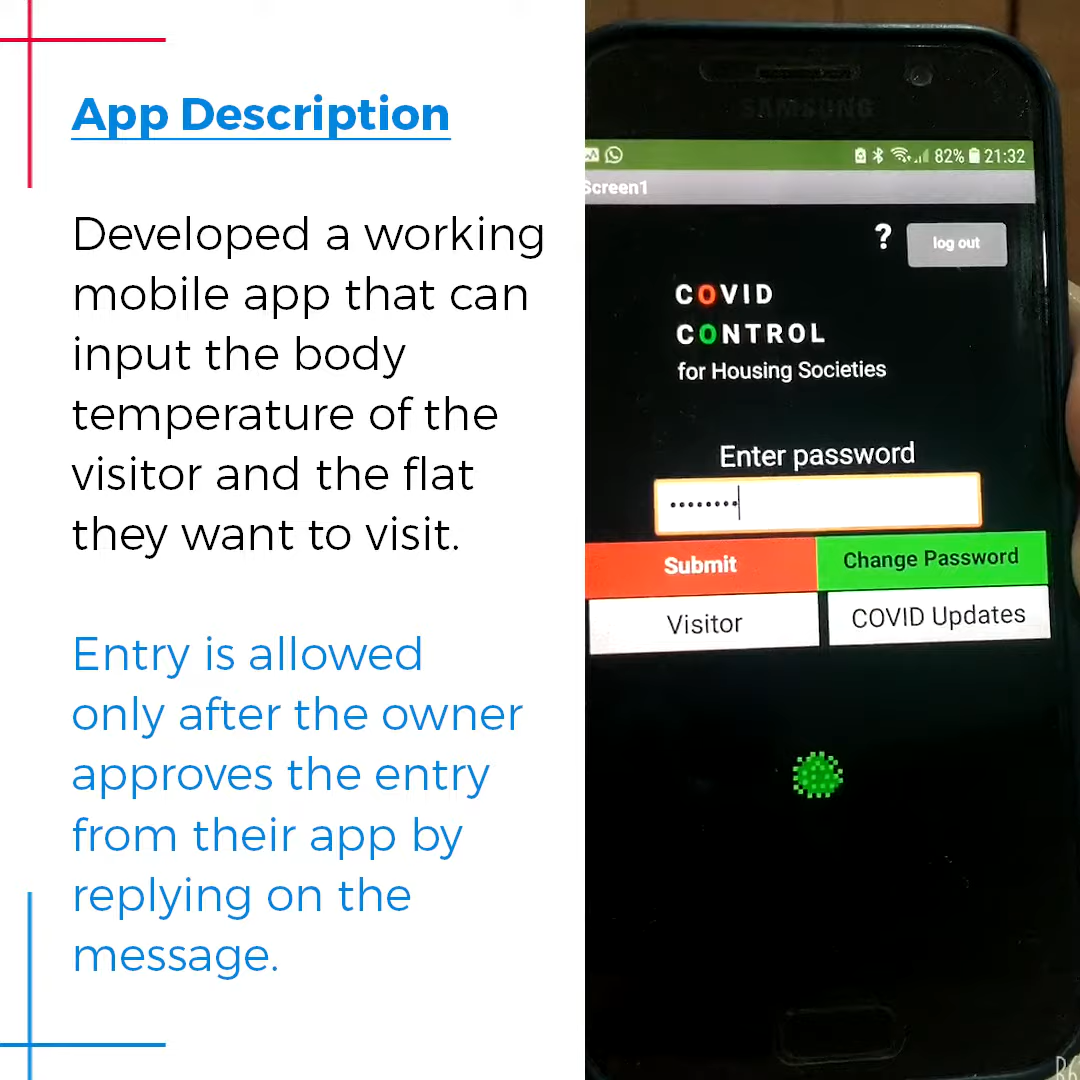 App Description
Developed a working
mobile app that can
input the body
temperature of the
visitor and the flat
they want to visit.
Entry is allowed
only after the owner
approves the entry
from their app by
replying on the
message.
SAMSUNG
82% 21:32
Screen1
? log out
COVID
CONTROL
for Housing Societies
Enter password
••••••••
Submit
Change Password
Visitor
COVID Updates